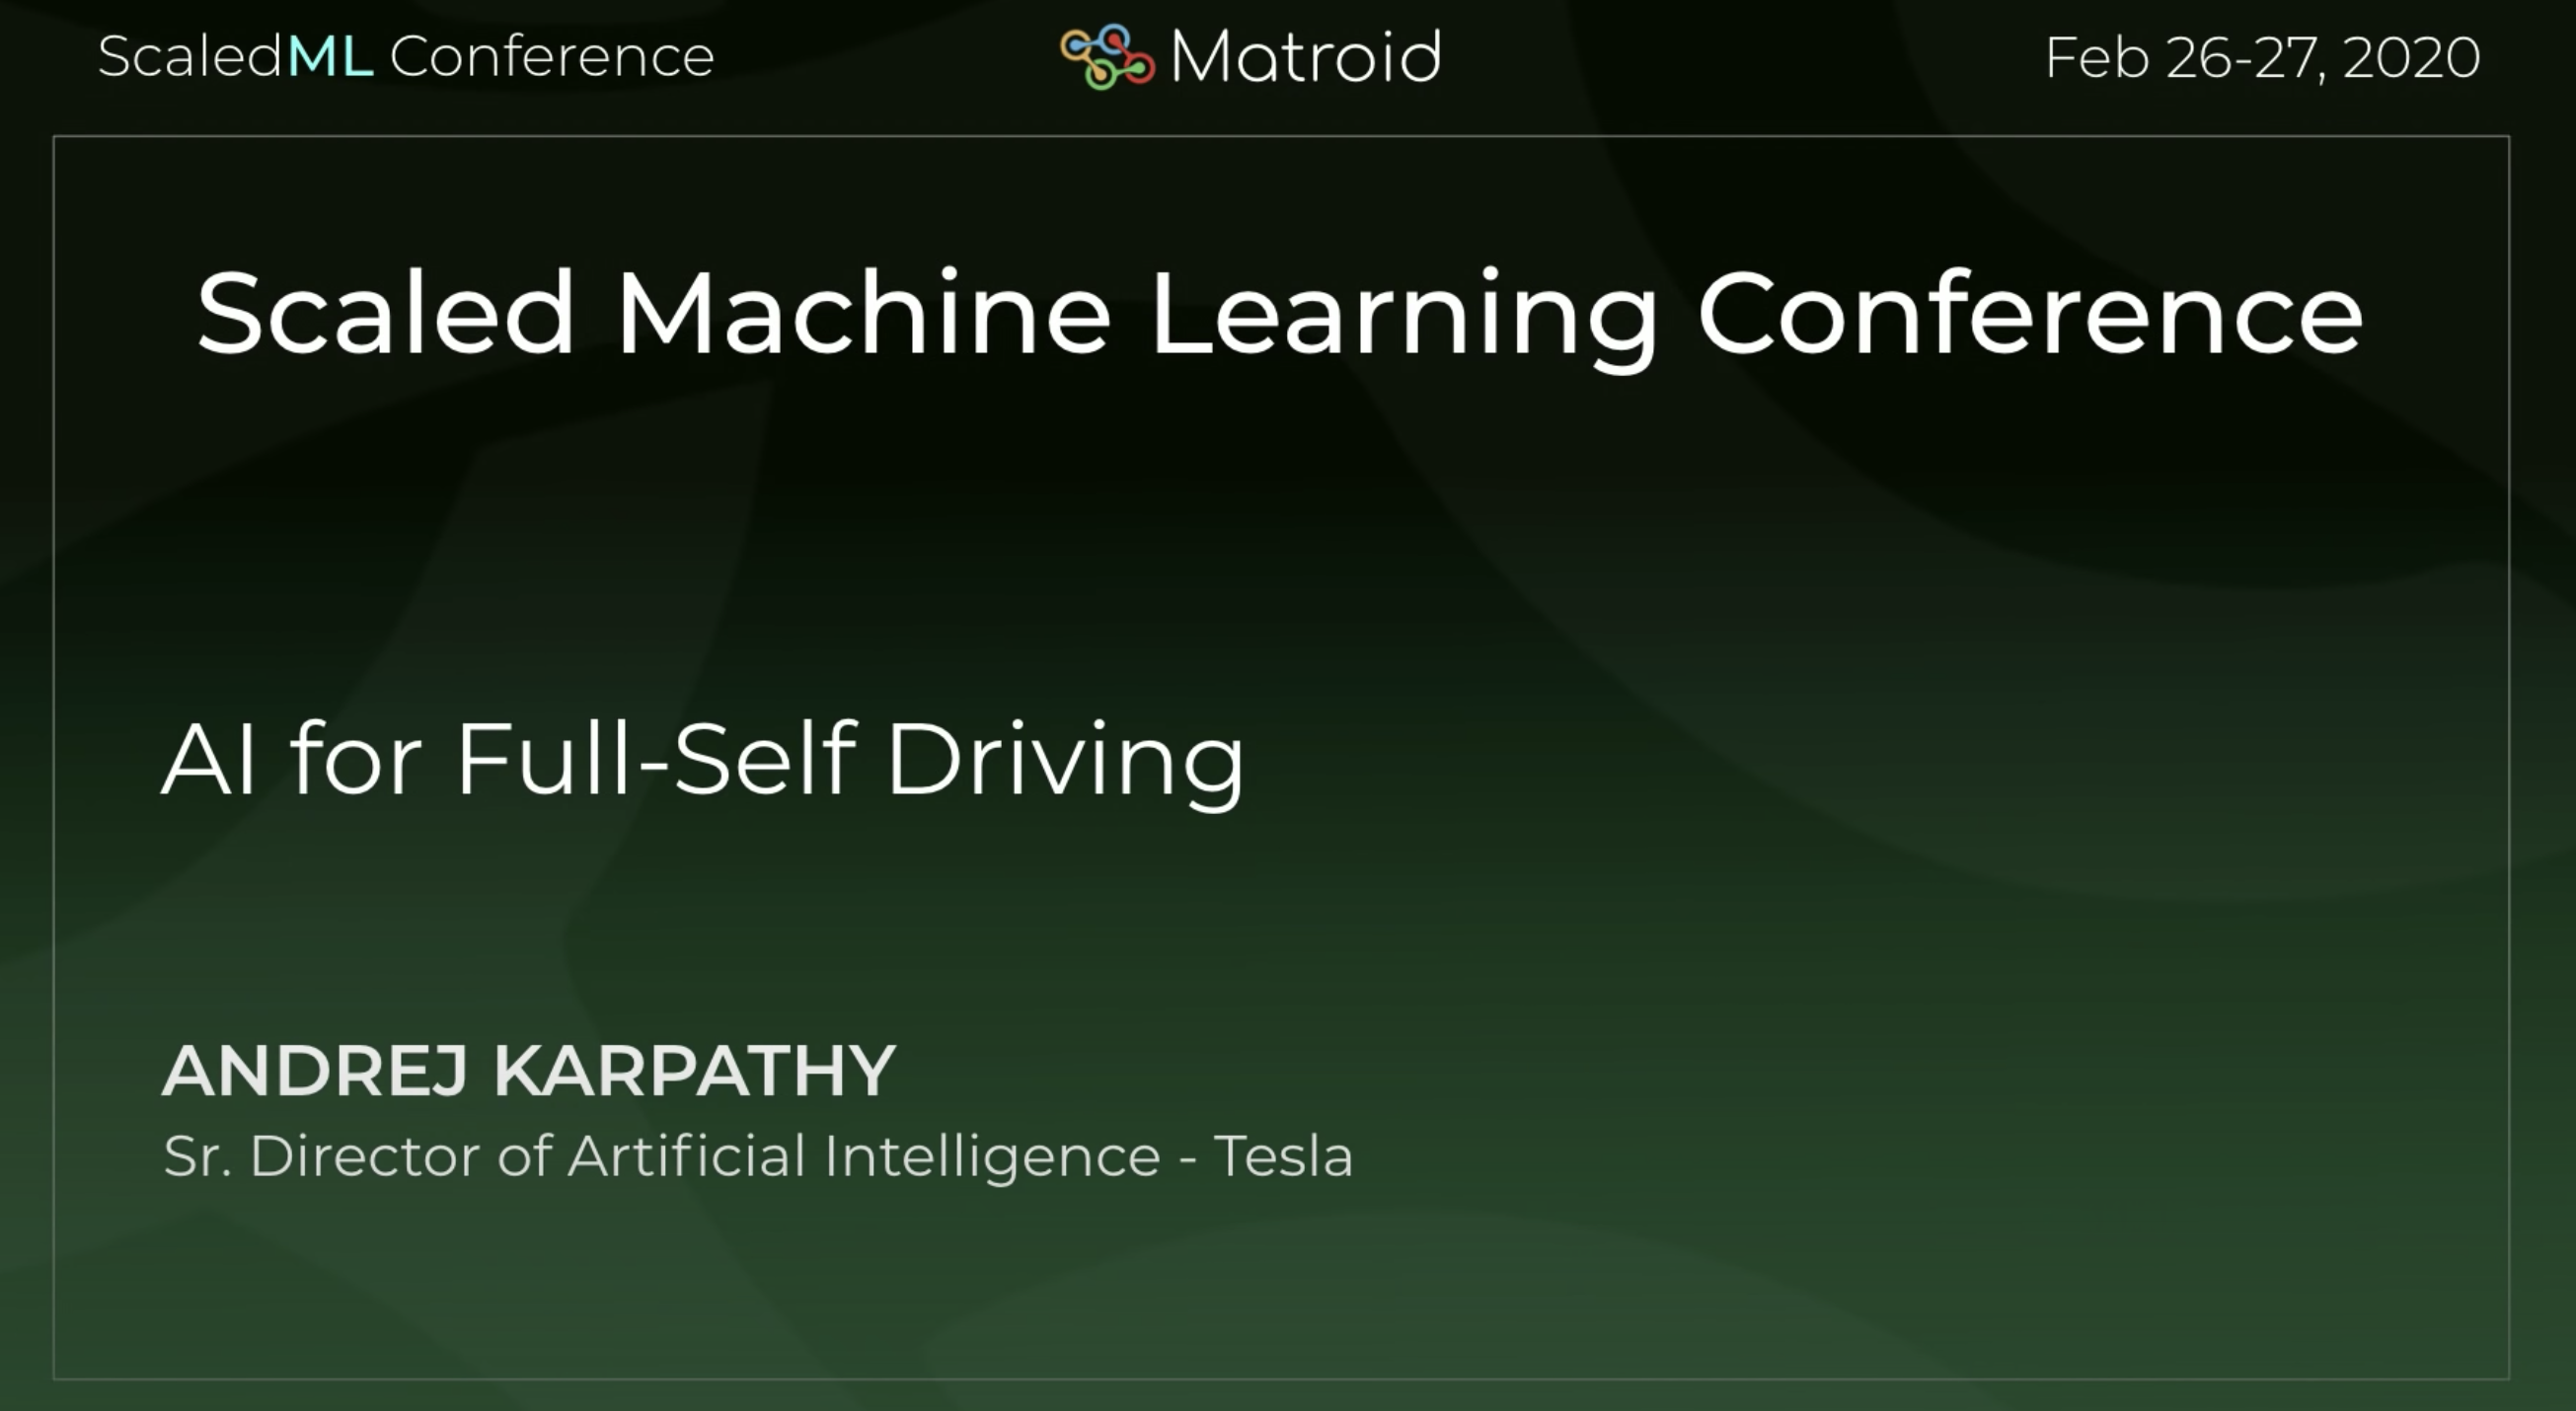 ScaledML Conference
Matroid
Feb 26-27, 2020
Scaled Machine Learning Conference
AI for Full-Self Driving
ANDREJ KARPATHY
Sr. Director of Artificial Intelligence - Tesla